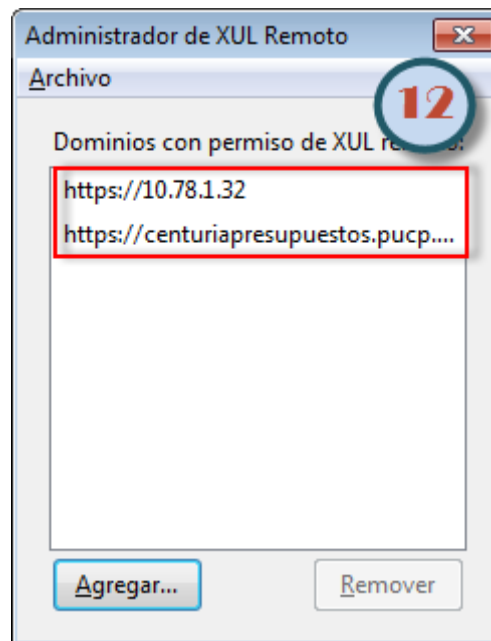 Administrador de XUL Remoto
Archivo
12
Dominios con permiso de XUL
https://10.78.1.32
https://centuriapresupuestos.pucp....
Agregar...
Remover